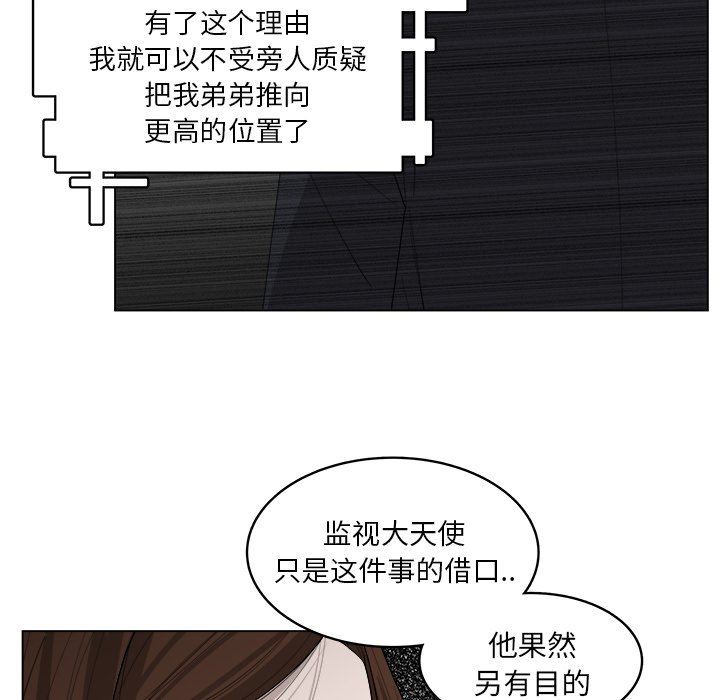 有了这个理由
我就可以不受旁人质疑
把我弟弟推向
更高的位置了
监视大天使
只是这件事的借口..
他果然
另有目的